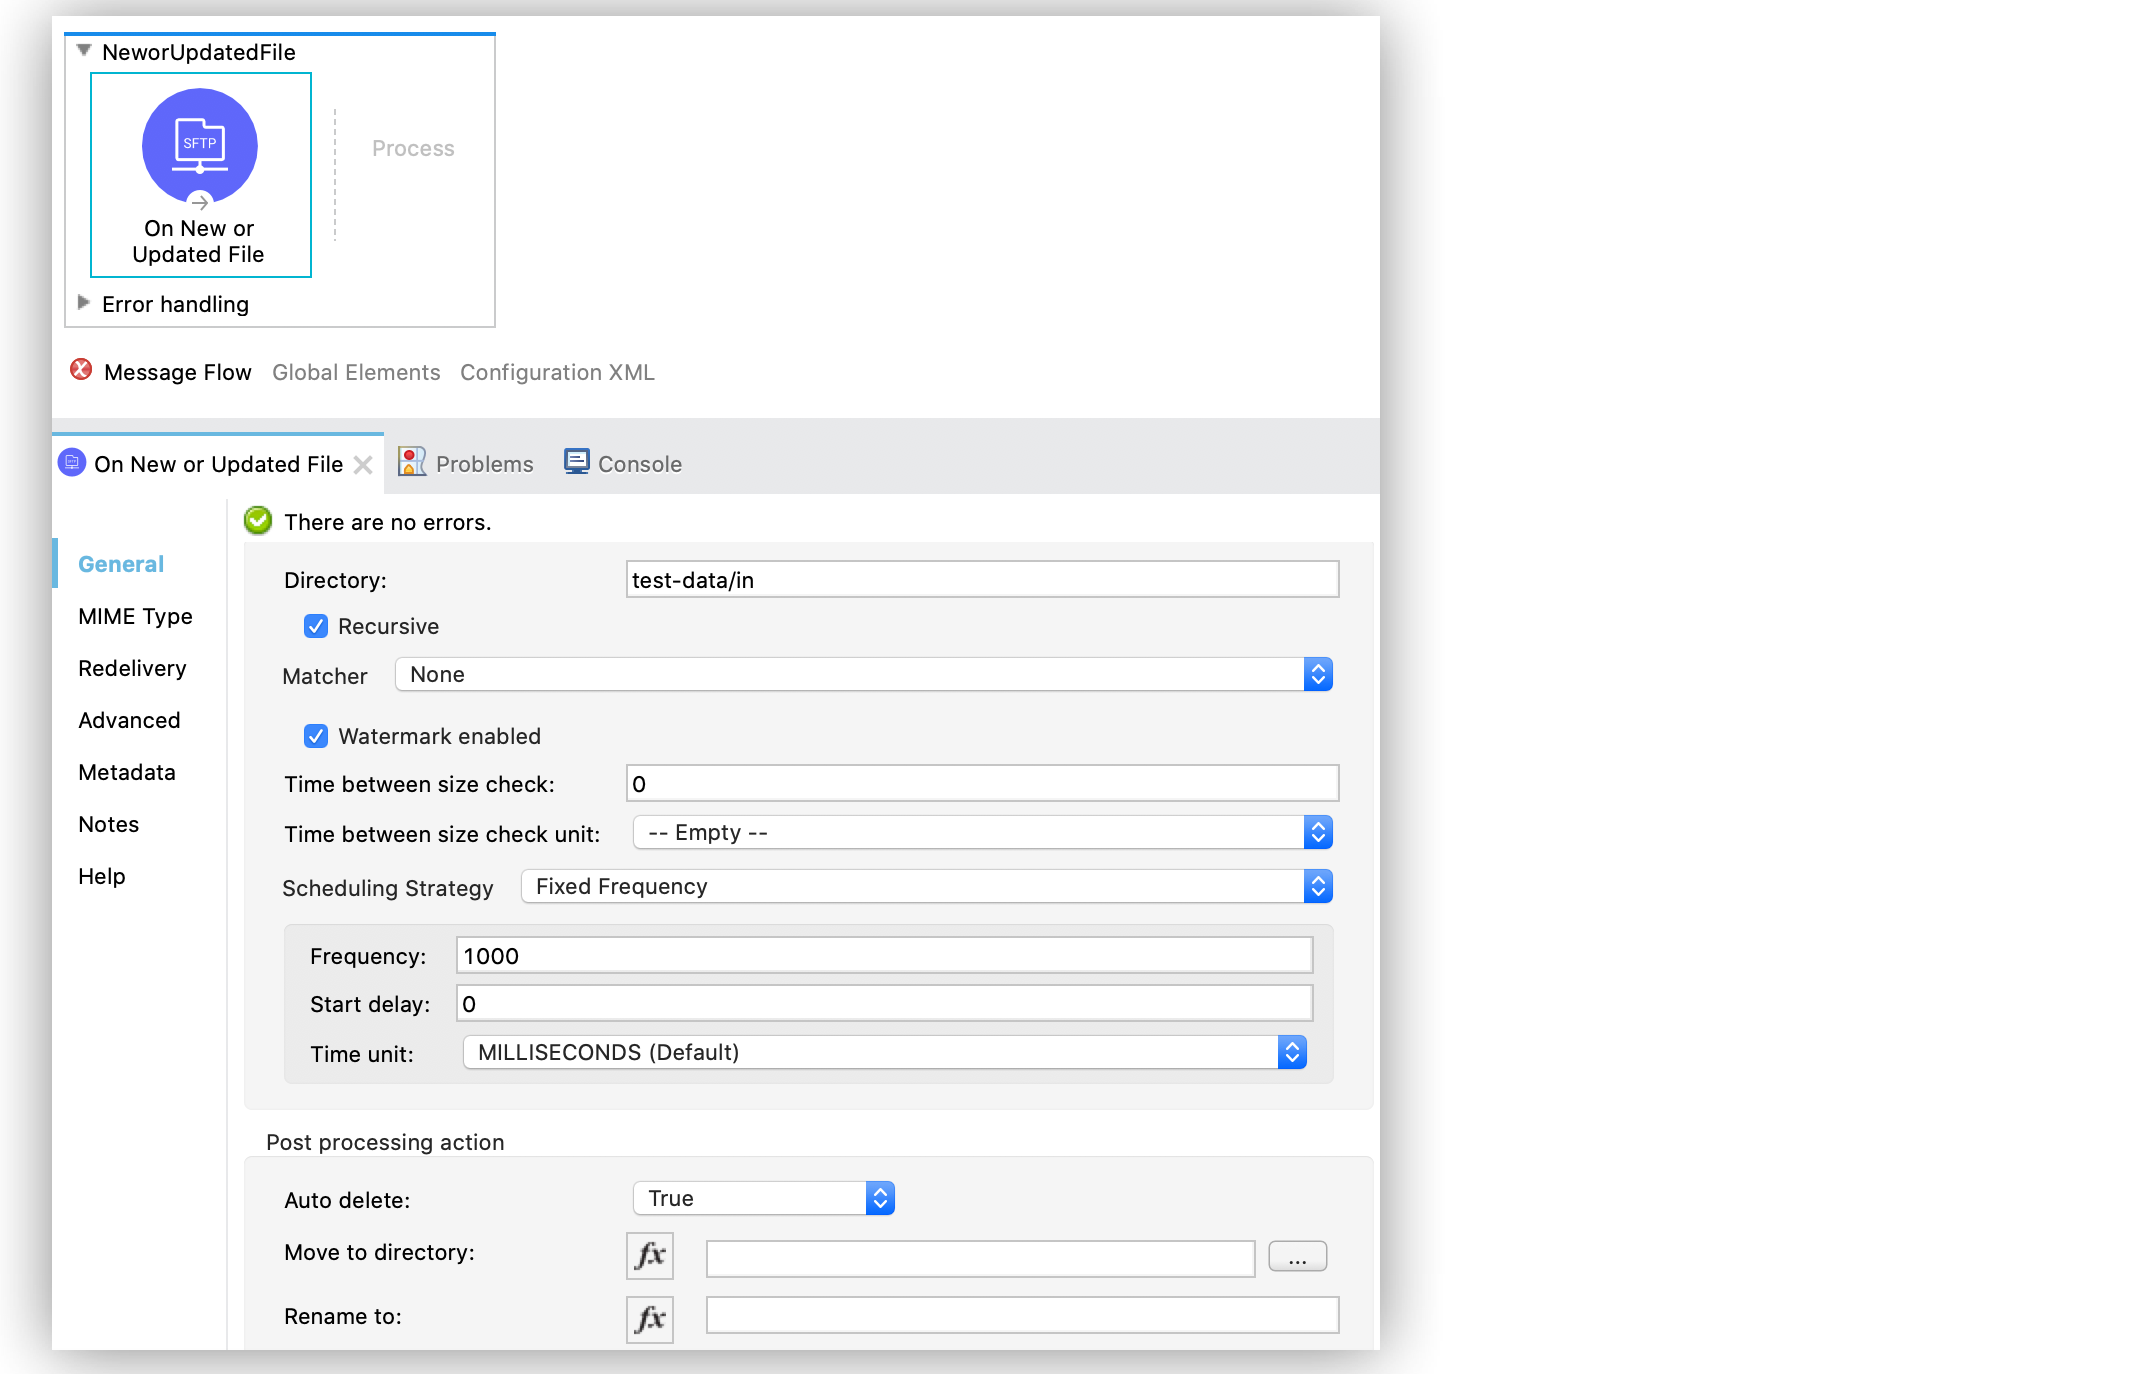 NeworUpdatedFile
SFTP
Process
On New or
Updated File
Error handling
Message Flow Global Elements Configuration XML
On New or Updated File Problems Console
There are no errors.
General
MIME Type
Redelivery
Advanced
Metadata
Notes
Help
Directory: test-data/in
Recursive
Matcher None
Watermark enabled
Time between size check: 0
Time between size check unit: -- Empty --
Scheduling Strategy Fixed Frequency
Frequency: 1000
Start delay: 0
Time unit: MILLISECONDS (Default)
Post processing action
Auto delete: True
Move to directory: fx ...
Rename to: fx